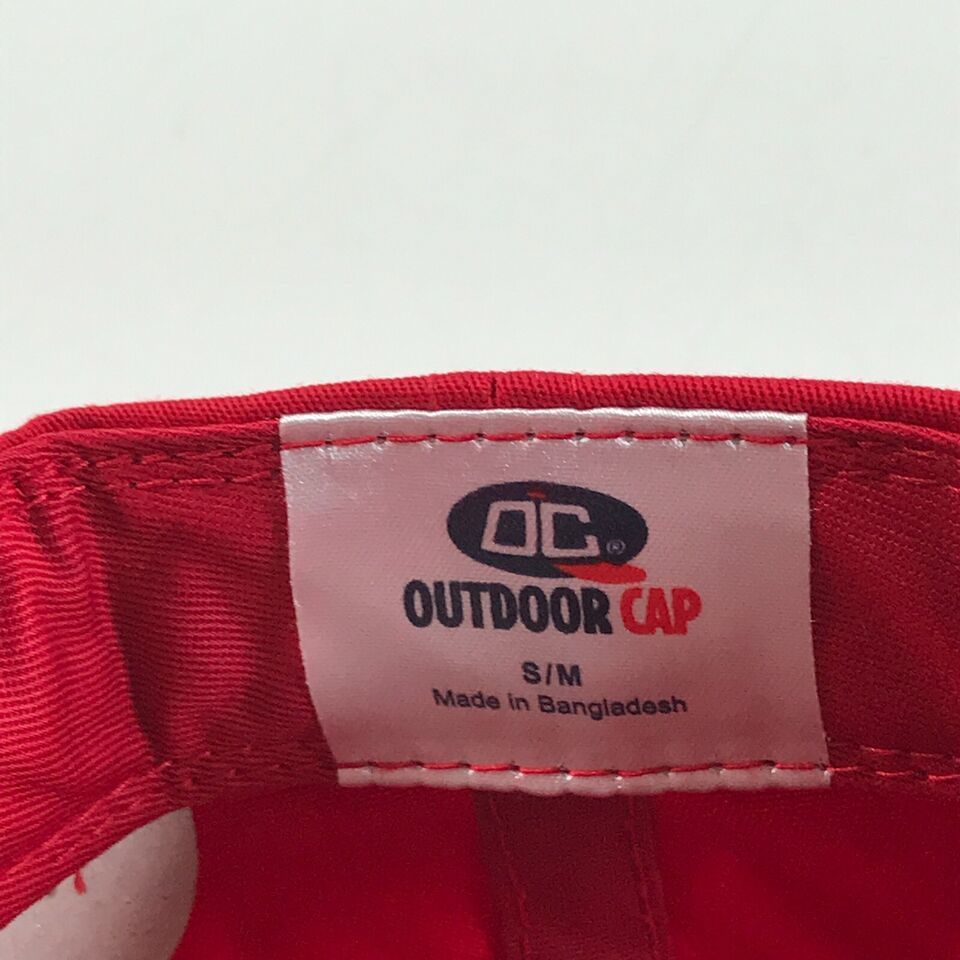 OC®
OUTDOOR CAP
S/M
Made in Bangladesh